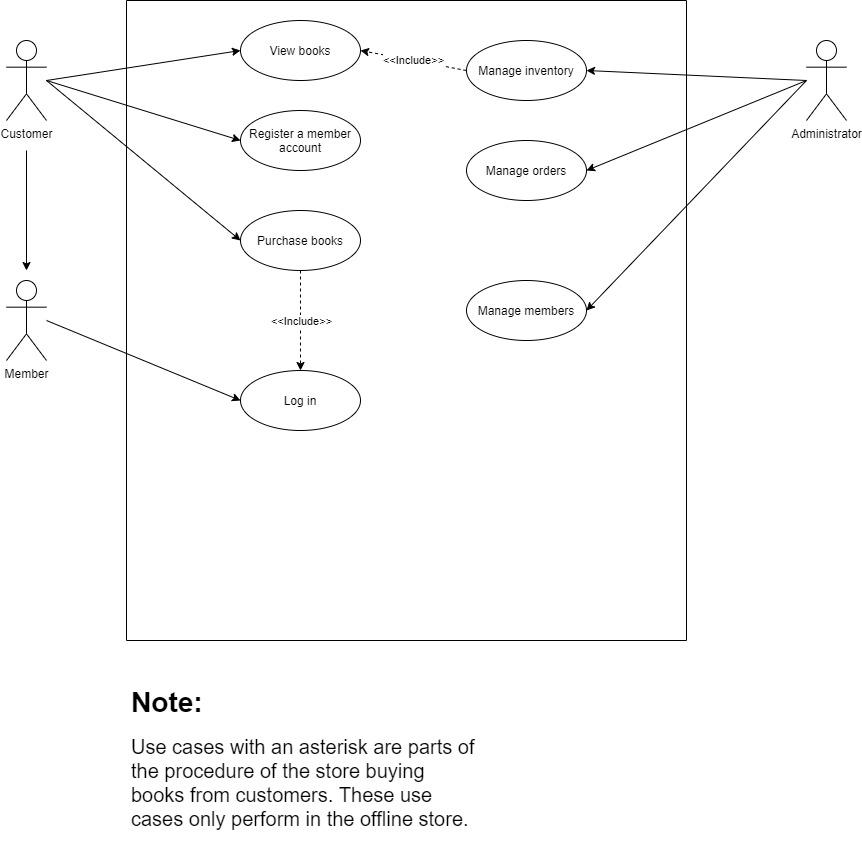 View books
<<Include>>
Manage inventory
Customer
Register a member
account
Administrator
Manage orders
Purchase books
Manage members
<<Include>>
Member
Log in
Note:
Use cases with an asterisk are parts of
the procedure of the store buying
books from customers. These use
cases only perform in the offline store.